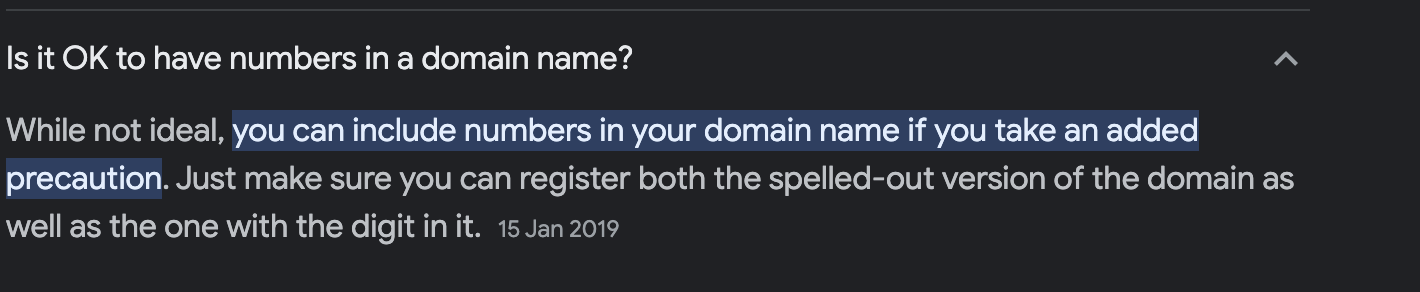 Is it OK to have numbers in a domain name?
While not ideal, you can include numbers in your domain name if you take an added
precaution. Just make sure you can register both the spelled-out version of the domain as
well as the one with the digit in it. 15 Jan 2019